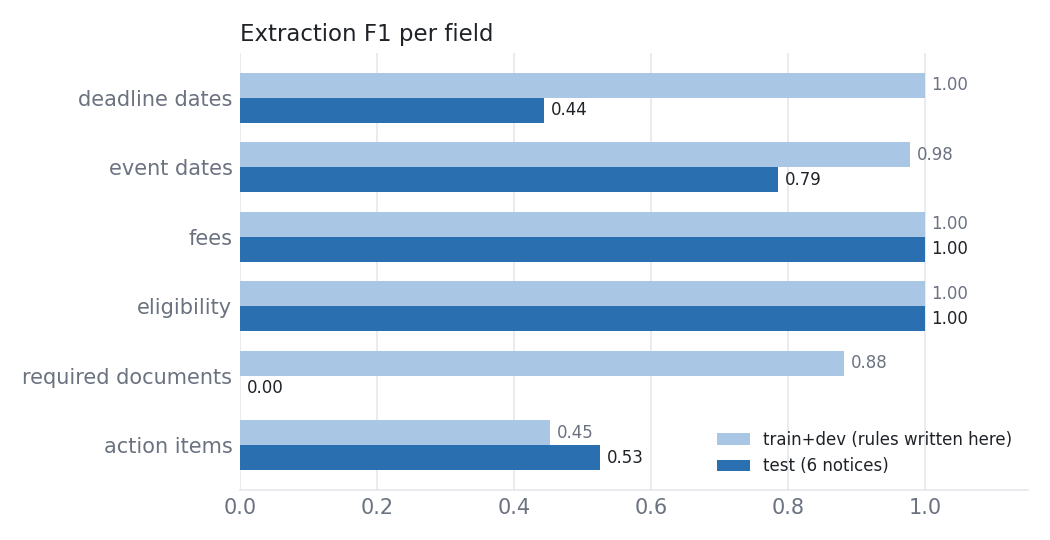 Extraction F1 per field
deadline dates
1.00
0.44
event dates
0.98
0.79
fees
1.00
1.00
eligibility
1.00
1.00
required documents
0.88
0.00
action items
0.45
0.53
train+dev (rules written here)
test (6 notices)
0.0 0.2 0.4 0.6 0.8 1.0